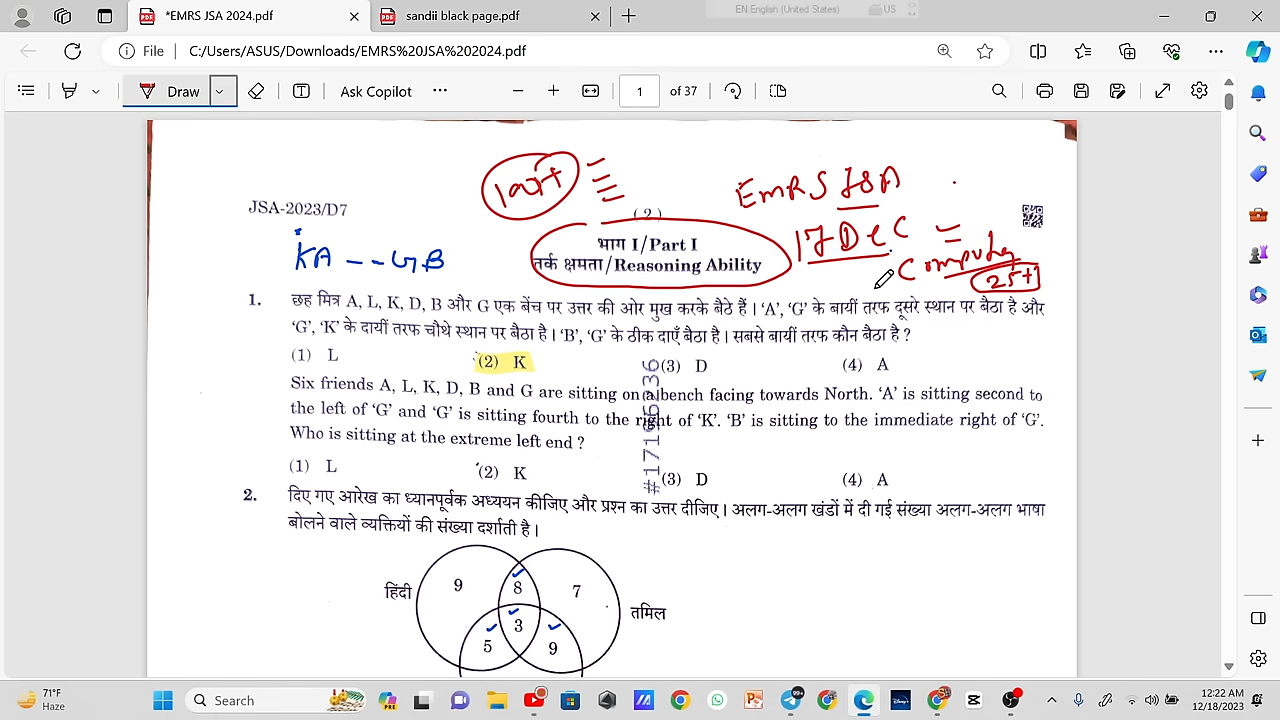 *EMRS JSA 2024.pdf
sandii black page.pdf
EN English (United States)
US
File
C:/Users/ASUS/Downloads/EMRS%20JSA%202024.pdf
Draw
Ask Copilot
1
of 37
Part
EMRS JSA
17 DEC
Computer
25+
JSA-2023/D7
( 2 )
KA -- GB
भाग I/Part I
तर्क क्षमता/Reasoning Ability
1. छह मित्र A, L, K, D, B और G एक बेंच पर उत्तर की ओर मुख करके बैठे हैं। 'A', 'G' के बायीं तरफ दूसरे स्थान पर बैठा है और
'G', 'K' के दायीं तरफ चौथे स्थान पर बैठा है। 'B', 'G' के ठीक दाएँ बैठा है। सबसे बायीं तरफ कौन बैठा है ?
(1) L (2) K (3) D (4) A
Six friends A, L, K, D, B and G are sitting on a bench facing towards North. 'A' is sitting second to
the left of 'G' and 'G' is sitting fourth to the right of 'K'. 'B' is sitting to the immediate right of 'G'.
Who is sitting at the extreme left end ?
(1) L (2) K (3) D (4) A
#17195236
2. दिए गए आरेख का ध्यानपूर्वक अध्ययन कीजिए और प्रश्न का उत्तर दीजिए। अलग-अलग खंडों में दी गई संख्या अलग-अलग भाषा
बोलने वाले व्यक्तियों की संख्या दर्शाती है।
हिंदी 9 8 7 तमिल
3
5 9
71°F
Haze
Search
99+
12:22 AM
12/18/2023